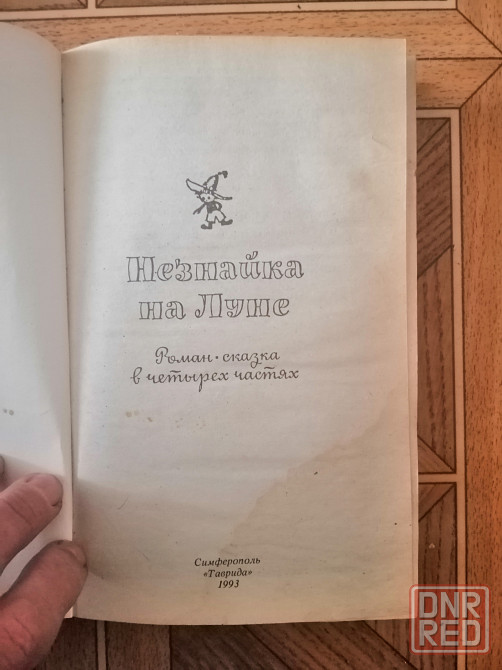 Незнайка
на Луне
Роман·сказка
в четырех частях
Симферополь
«Таврида»
1993
DNR
RED